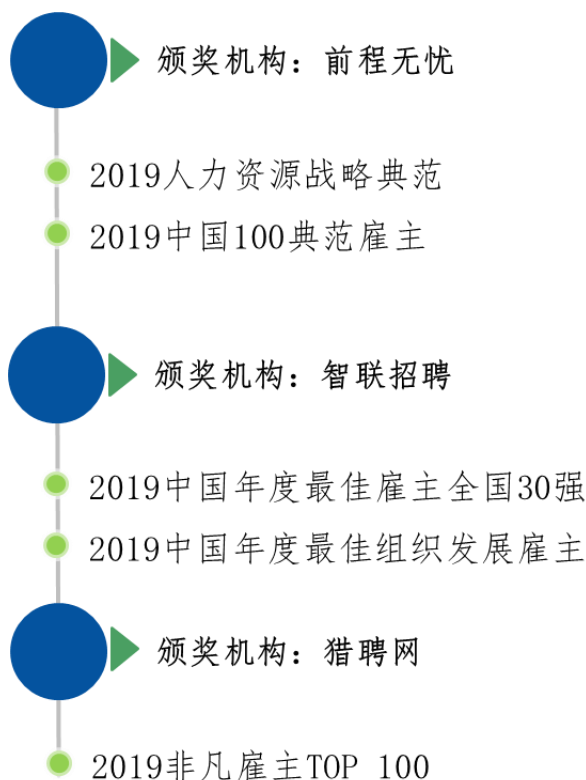 颁奖机构：前程无忧
2019人力资源战略典范
2019中国100典范雇主
颁奖机构：智联招聘
2019中国年度最佳雇主全国30强
2019中国年度最佳组织发展雇主
颁奖机构：猎聘网
2019非凡雇主TOP 100